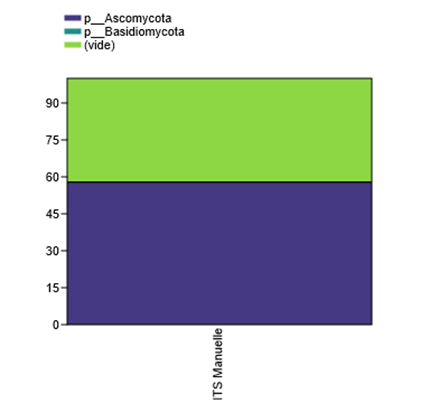 p__Ascomycota
p__Basidiomycota
(vide)
90
75
60
45
30
15
0
ITS Manuelle